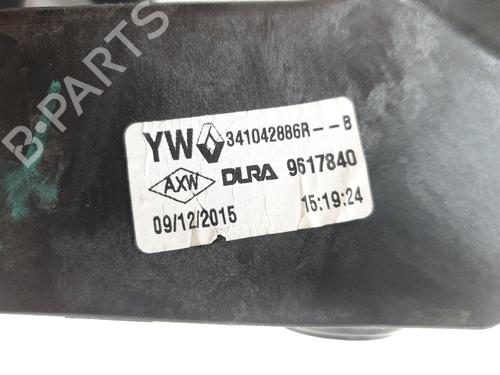 B-PARTS
YW 341042886R--B
AXW DURA 9617840
09/12/2015 15:19:24